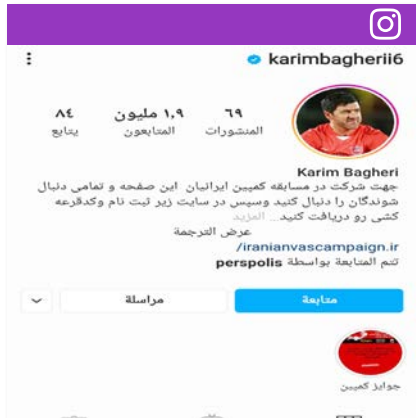 karimbagherii6
٦٩
١,٩ مليون
٨٤
المنشورات
المتابعون
يتابع
Karim Bagheri
جهت شرکت در مسابقه کمپین ایرانیان این صفحه و تمامی دنبال
شوندگان را دنبال کنید وسپس در سایت زیر ثبت نام وکدقرعه
کشی رو دریافت کنید... المزيد
عرض الترجمة
iranianvascampaign.ir/
تتم المتابعة بواسطة perspolis
متابعة
مراسلة
جوایز کمپین